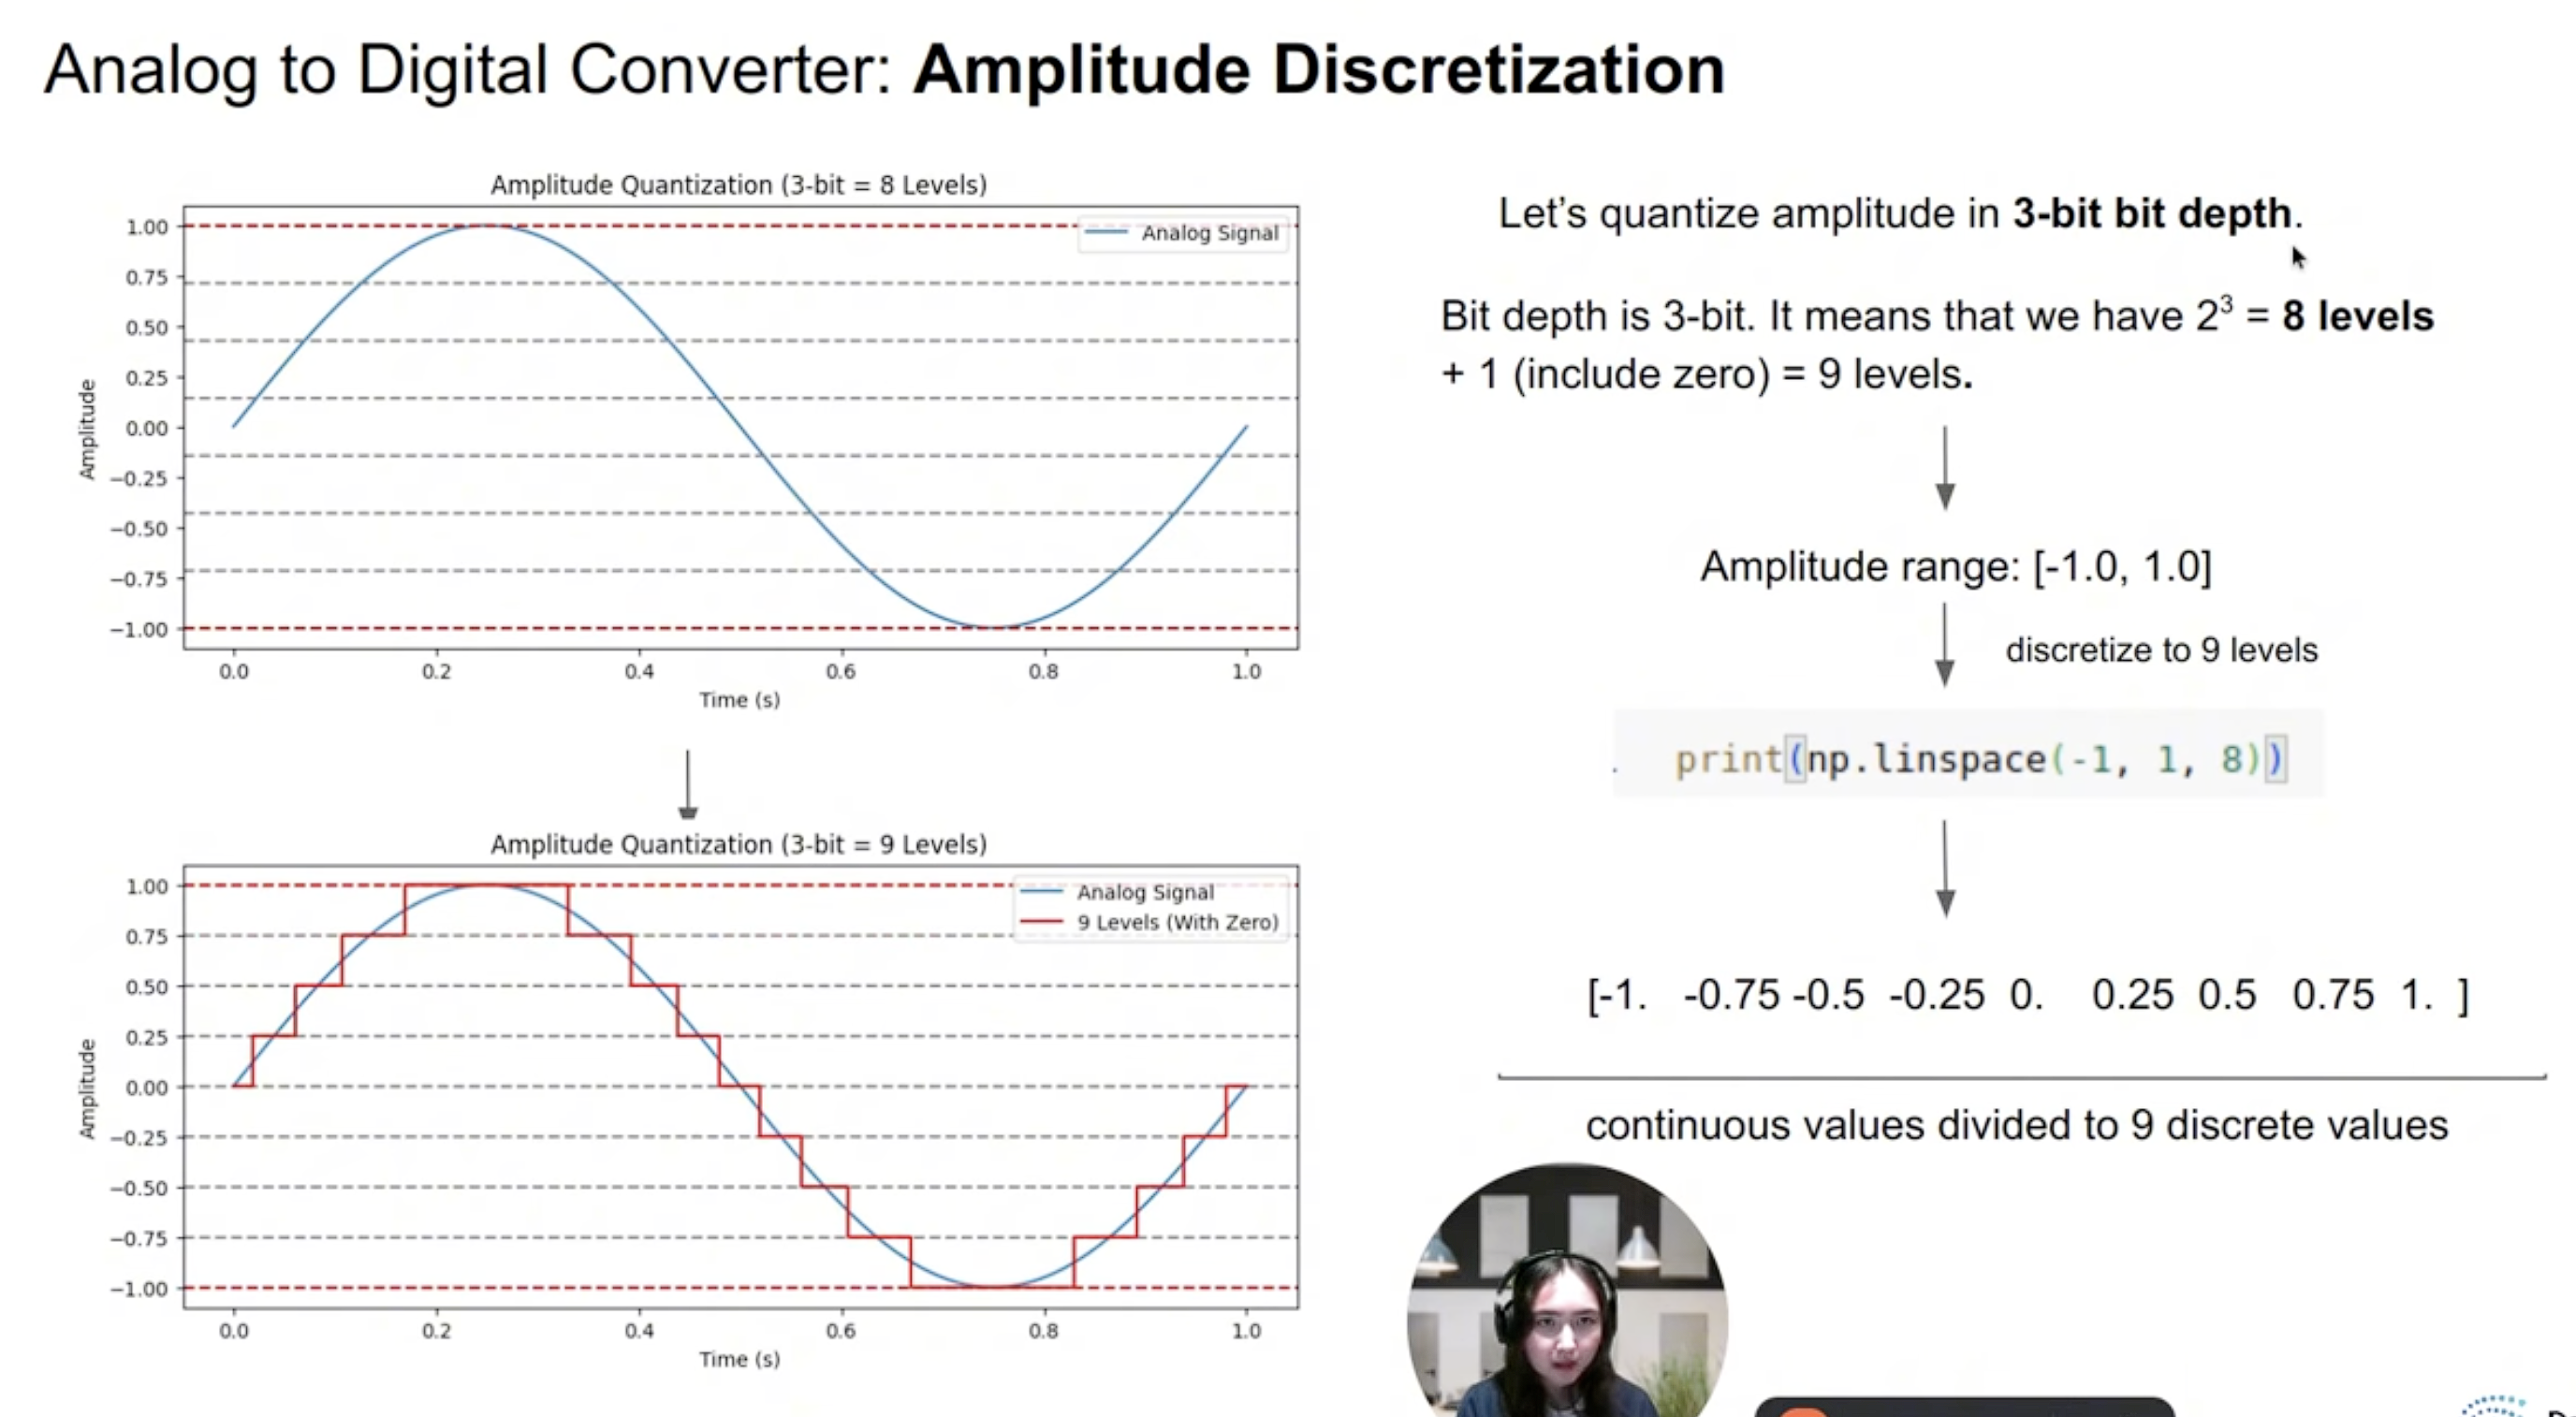 Analog to Digital Converter: Amplitude Discretization
Amplitude Quantization (3-bit = 8 Levels)
Analog Signal
1.00
0.75
0.50
0.25
0.00
−0.25
−0.50
−0.75
−1.00
Amplitude
0.0 0.2 0.4 0.6 0.8 1.0
Time (s)
Amplitude Quantization (3-bit = 9 Levels)
Analog Signal
9 Levels (With Zero)
1.00
0.75
0.50
0.25
0.00
−0.25
−0.50
−0.75
−1.00
Amplitude
0.0 0.2 0.4 0.6 0.8 1.0
Time (s)
Let’s quantize amplitude in 3-bit bit depth.
Bit depth is 3-bit. It means that we have 2³ = 8 levels
+ 1 (include zero) = 9 levels.
Amplitude range: [-1.0, 1.0]
discretize to 9 levels
print(np.linspace(-1, 1, 8))
[-1. -0.75 -0.5 -0.25 0. 0.25 0.5 0.75 1. ]
continuous values divided to 9 discrete values